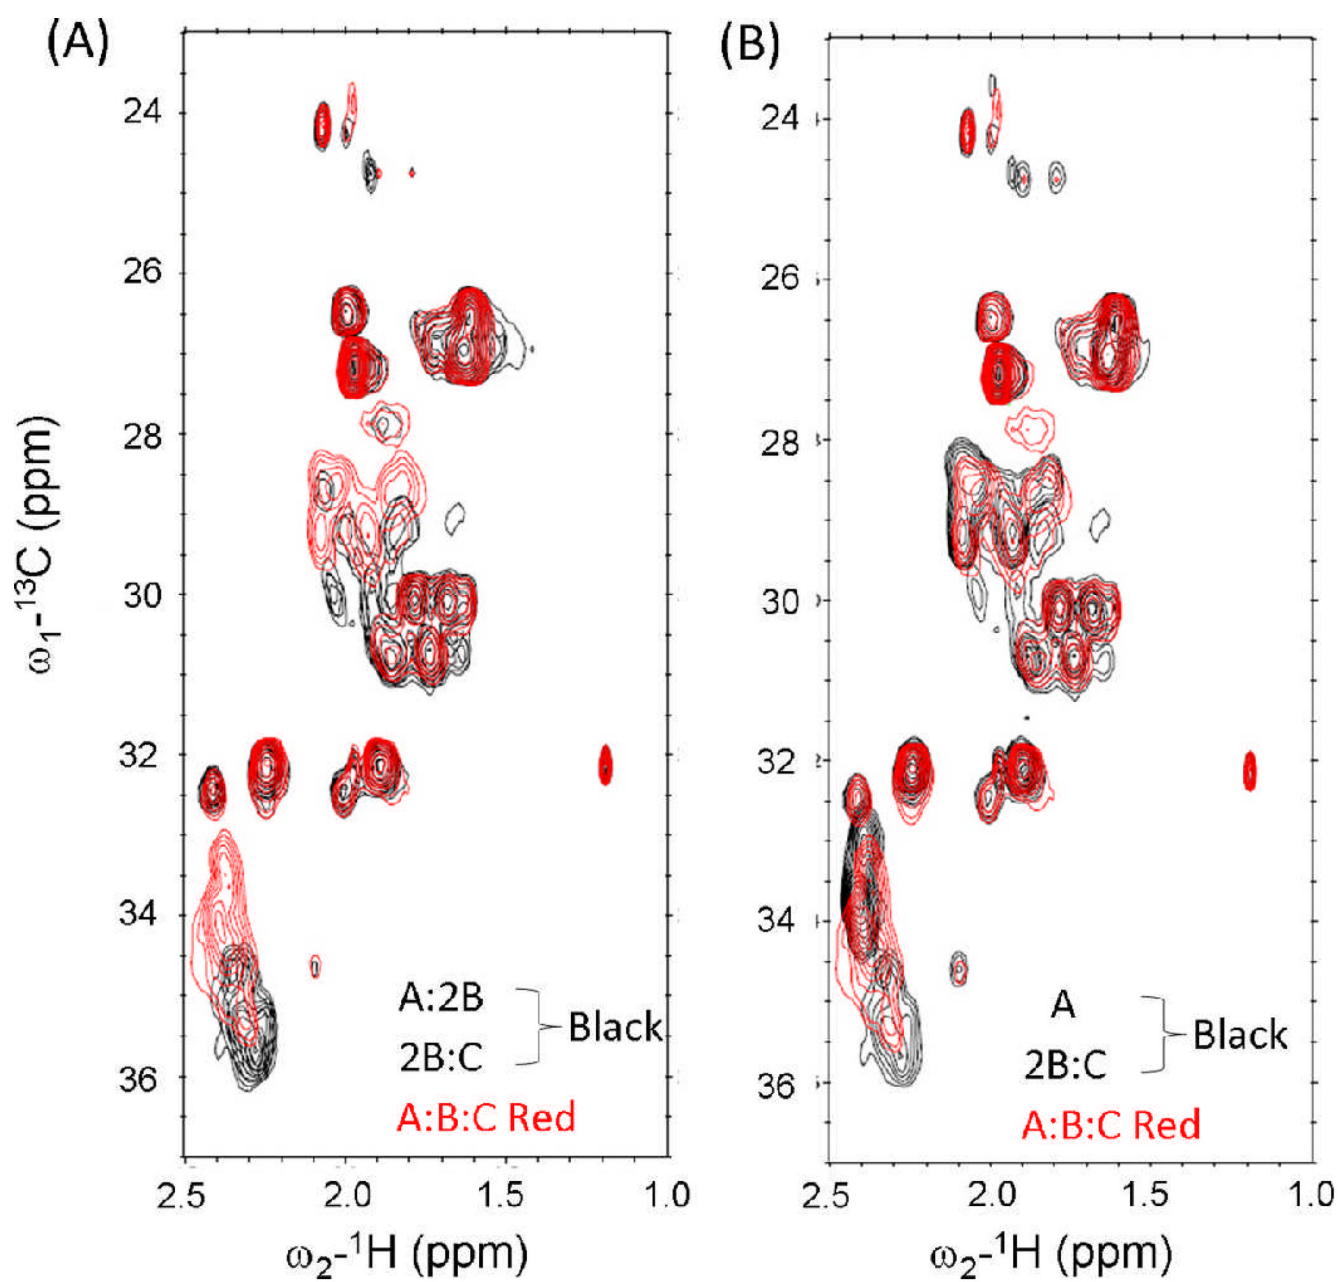 (A)
(B)
24
26
28
30
32
34
36
24
26
28
30
32
34
36
ω1-13C (ppm)
A:2B
2B:C
Black
A:B:C Red
A
2B:C
Black
A:B:C Red
2.5 2.0 1.5 1.0
2.5 2.0 1.5 1.0
ω2-1H (ppm)
ω2-1H (ppm)